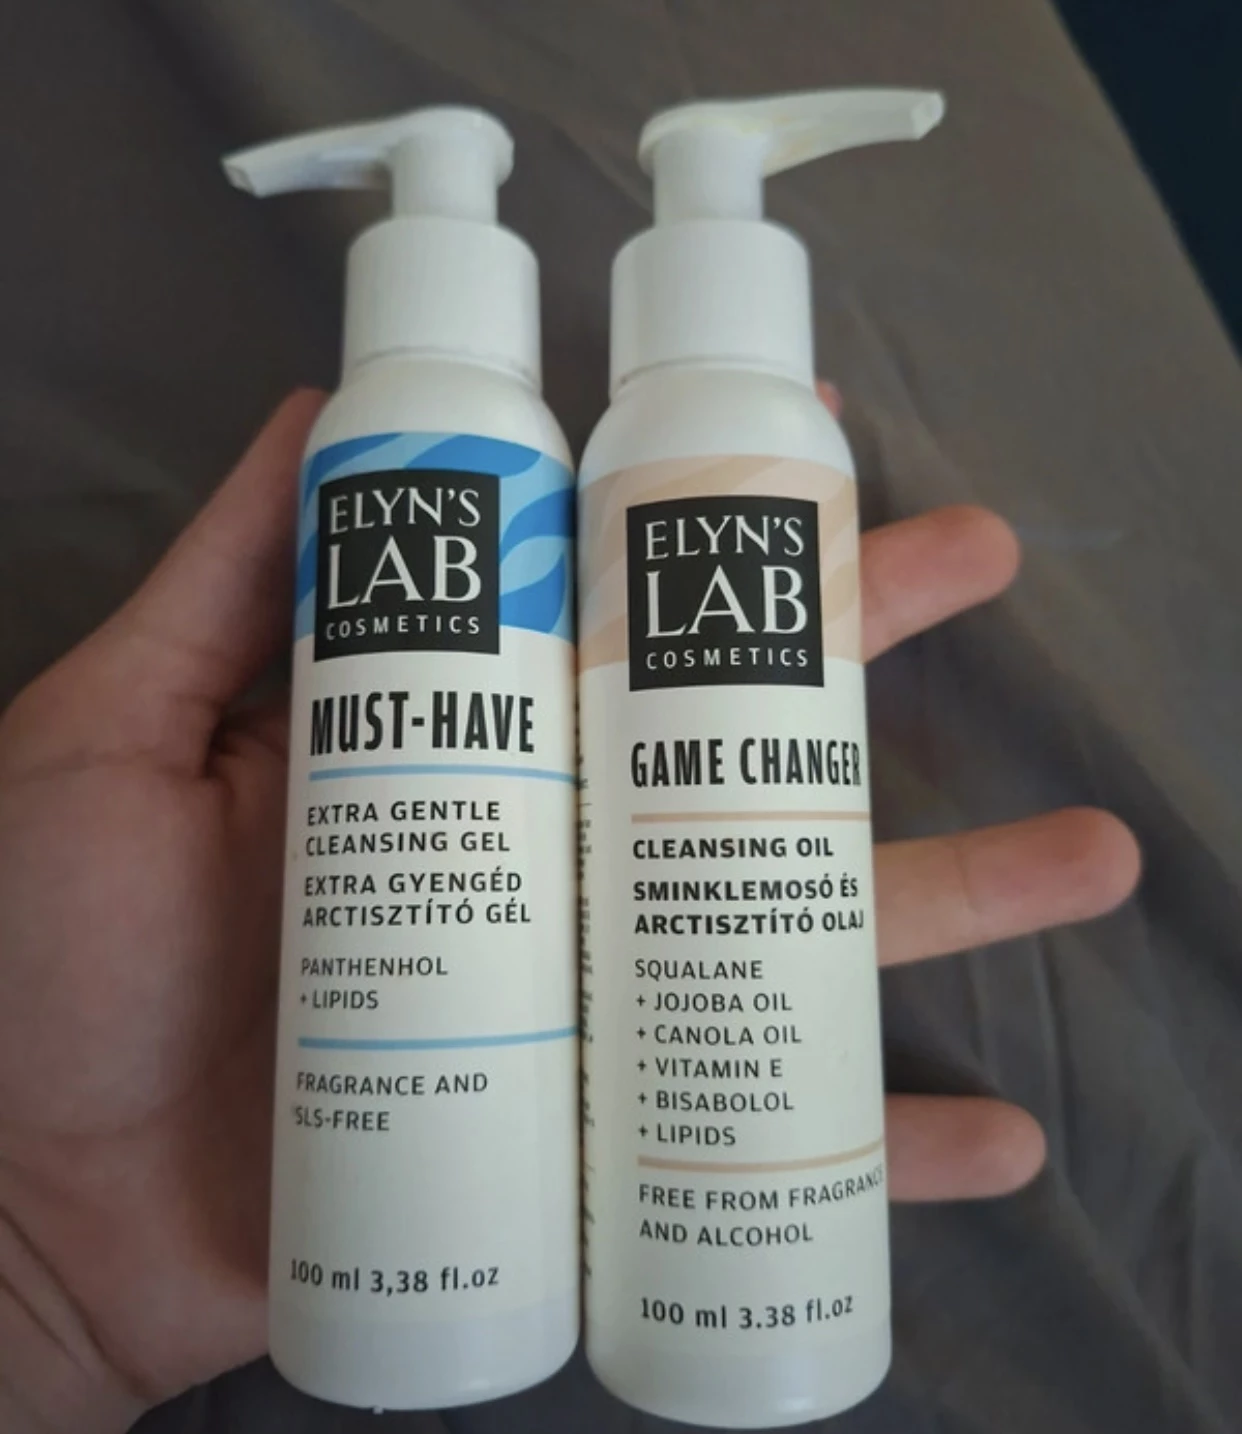 ELYN'S
LAB
COSMETICS
MUST-HAVE
EXTRA GENTLE
CLEANSING GEL
EXTRA GYENGÉD
ARCTISZTÍTÓ GÉL
PANTHENHOL
+ LIPIDS
FRAGRANCE AND
SLS-FREE
100 ml 3,38 fl.oz
ELYN'S
LAB
COSMETICS
GAME CHANGER
CLEANSING OIL
SMINKLEMOSÓ ÉS
ARCTISZTÍTÓ OLAJ
SQUALANE
+ JOJOBA OIL
+ CANOLA OIL
+ VITAMIN E
+ BISABOLOL
+ LIPIDS
FREE FROM FRAGRANCE
AND ALCOHOL
100 ml 3.38 fl.oz